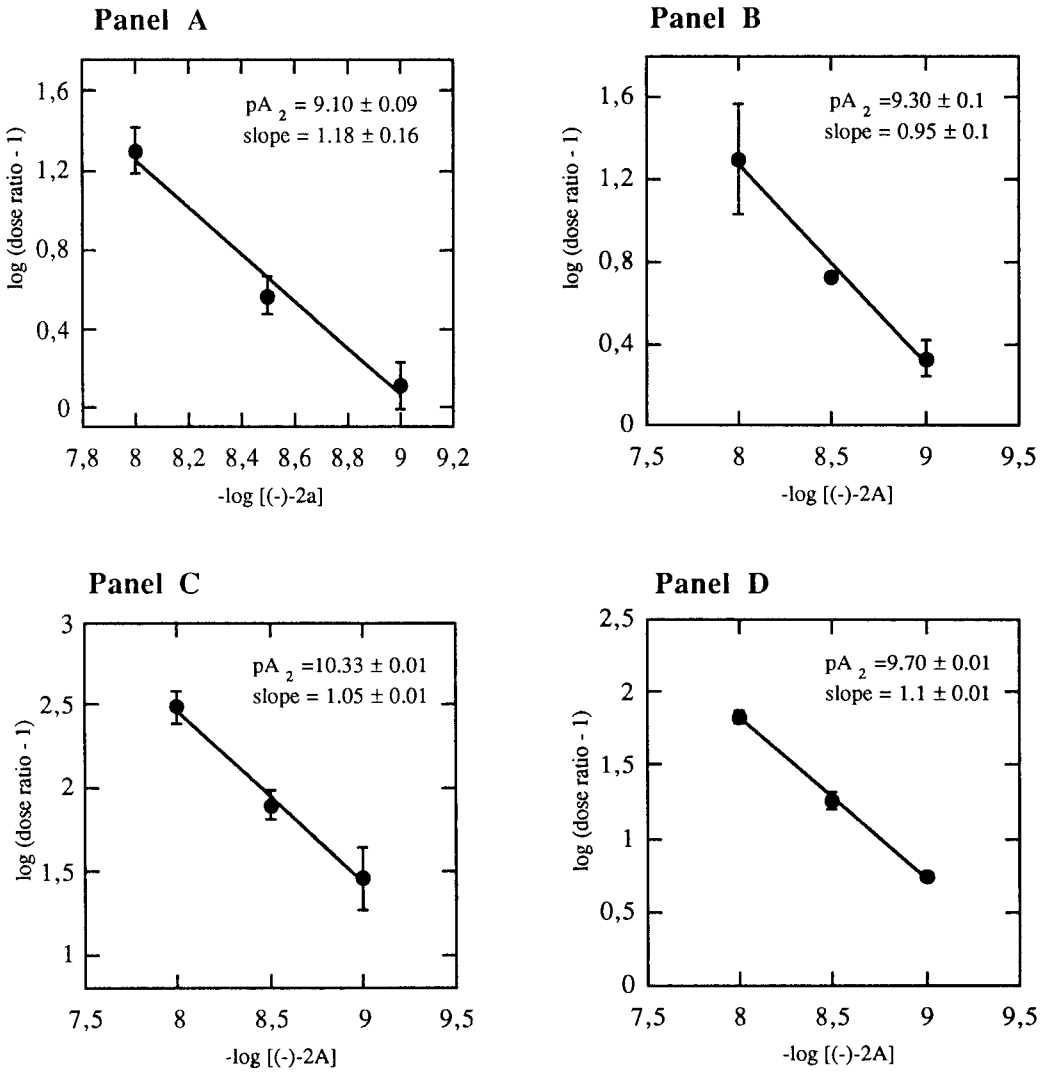 Panel A
pA 2 = 9.10 ± 0.09
slope = 1.18 ± 0.16
log (dose ratio - 1)
1,6
1,2
0,8
0,4
0
7,8 8 8,2 8,4 8,6 8,8 9 9,2
-log [(-)-2a]
Panel B
pA 2 =9.30 ± 0.1
slope = 0.95 ± 0.1
log (dose ratio - 1)
1,6
1,2
0,8
0,4
0
7,5 8 8,5 9 9,5
-log [(-)-2A]
Panel C
pA 2 =10.33 ± 0.01
slope = 1.05 ± 0.01
log (dose ratio - 1)
3
2,5
2
1,5
1
7,5 8 8,5 9 9,5
-log [(-)-2A]
Panel D
pA 2 =9.70 ± 0.01
slope = 1.1 ± 0.01
log (dose ratio - 1)
2,5
2
1,5
1
0,5
0
7,5 8 8,5 9 9,5
-log [(-)-2A]